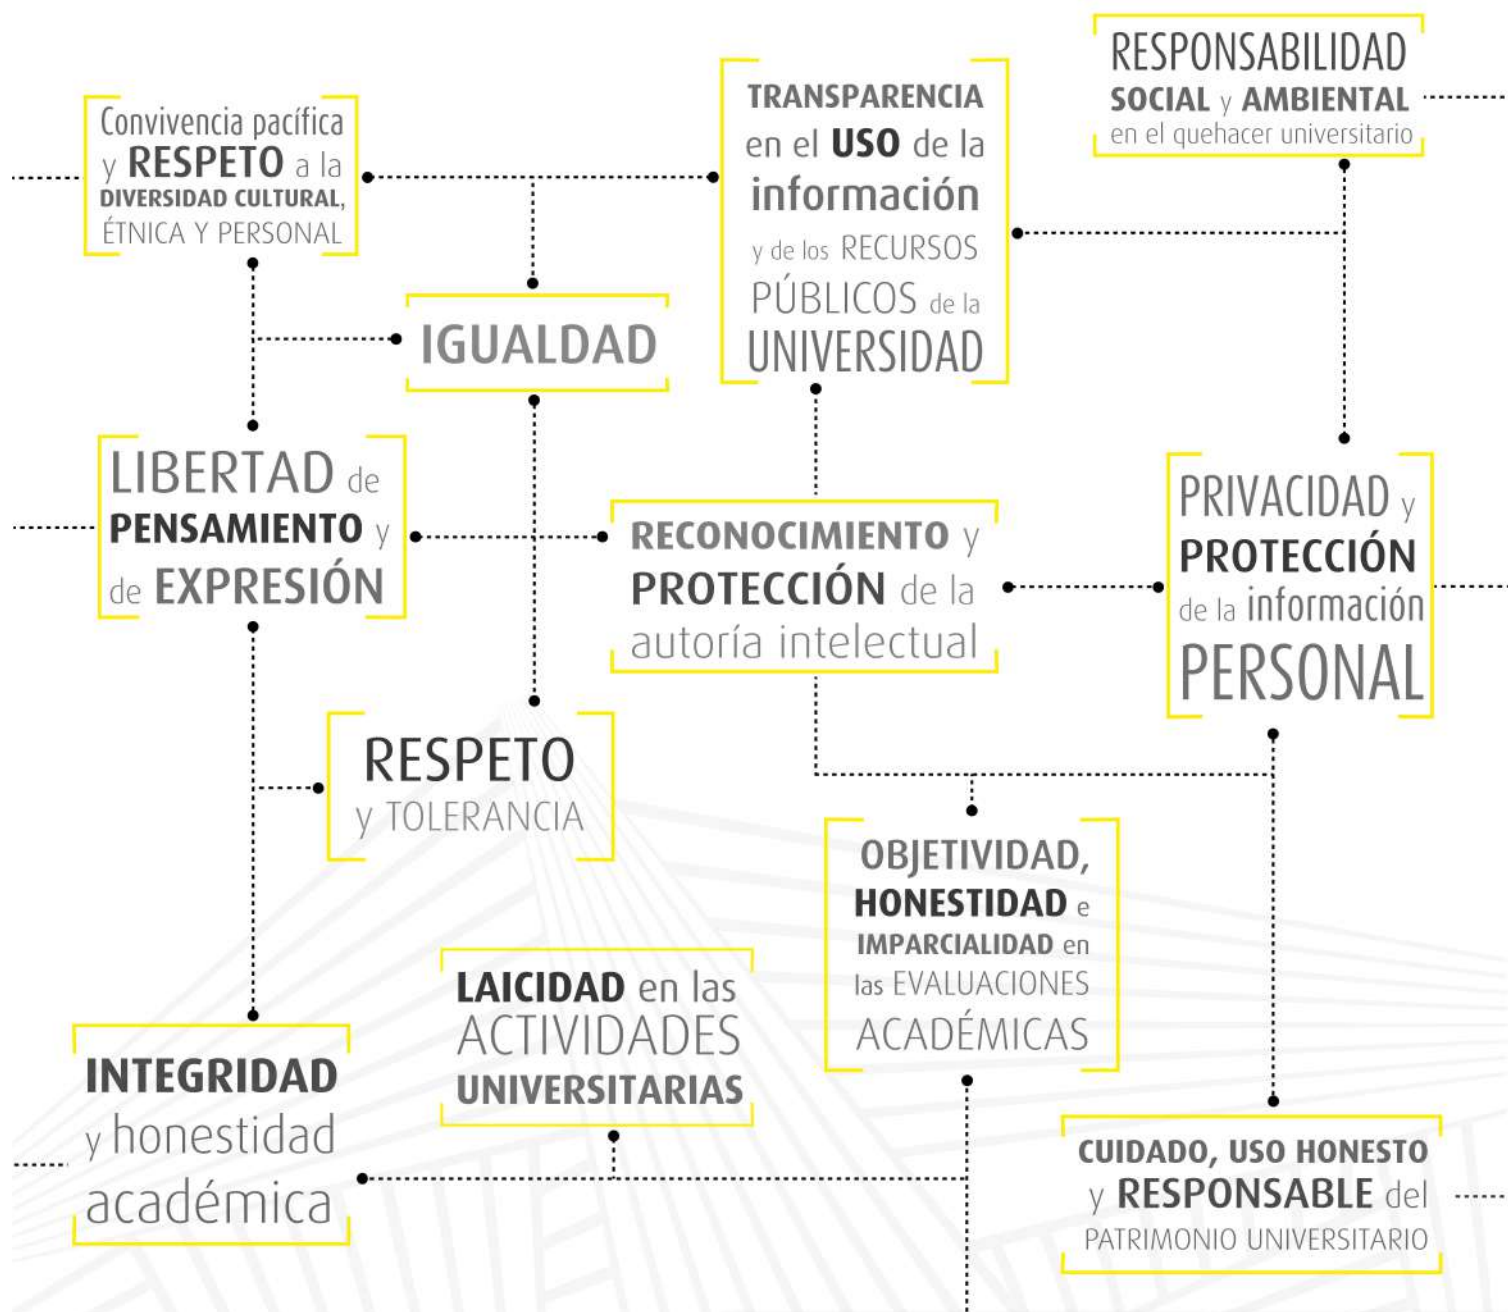 Convivencia pacífica
y RESPETO a la
DIVERSIDAD CULTURAL,
ÉTNICA Y PERSONAL
TRANSPARENCIA
en el USO de la
información
y de los RECURSOS
PÚBLICOS de la
UNIVERSIDAD
RESPONSABILIDAD
SOCIAL y AMBIENTAL
en el quehacer universitario
IGUALDAD
LIBERTAD de
PENSAMIENTO y
de EXPRESIÓN
RECONOCIMIENTO y
PROTECCIÓN de la
autoría intelectual
PRIVACIDAD y
PROTECCIÓN
de la información
PERSONAL
RESPETO
y TOLERANCIA
OBJETIVIDAD,
HONESTIDAD e
IMPARCIALIDAD en
las EVALUACIONES
ACADÉMICAS
LAICIDAD en las
ACTIVIDADES
UNIVERSITARIAS
INTEGRIDAD
y honestidad
académica
CUIDADO, USO HONESTO
y RESPONSABLE del
PATRIMONIO UNIVERSITARIO